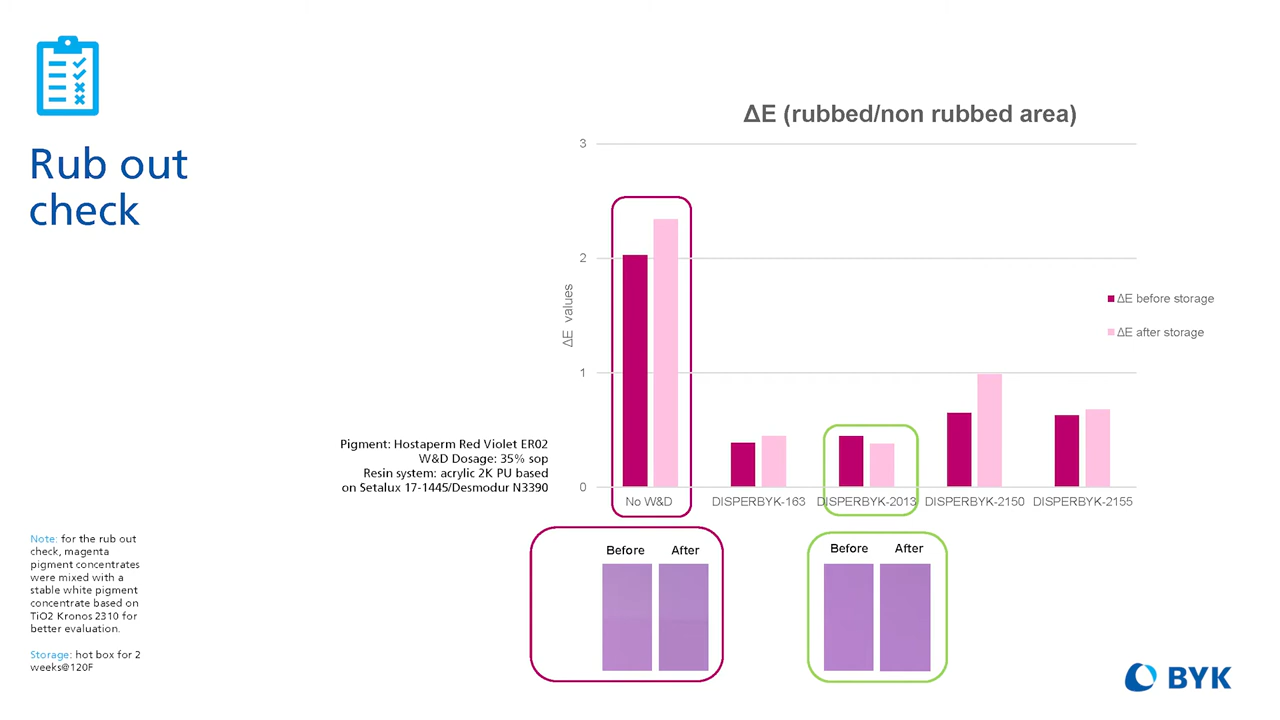 Rub out
check
ΔE (rubbed/non rubbed area)
3
2
1
0
ΔE values
ΔE before storage
ΔE after storage
No W&D
DISPERBYK-163
DISPERBYK-2013
DISPERBYK-2150
DISPERBYK-2155
Pigment: Hostaperm Red Violet ER02
W&D Dosage: 35% sop
Resin system: acrylic 2K PU based
on Setalux 17-1445/Desmodur N3390
Before After
Before After
Note: for the rub out
check, magenta
pigment concentrates
were mixed with a
stable white pigment
concentrate based on
TiO2 Kronos 2310 for
better evaluation.
Storage: hot box for 2
weeks@120F
BYK